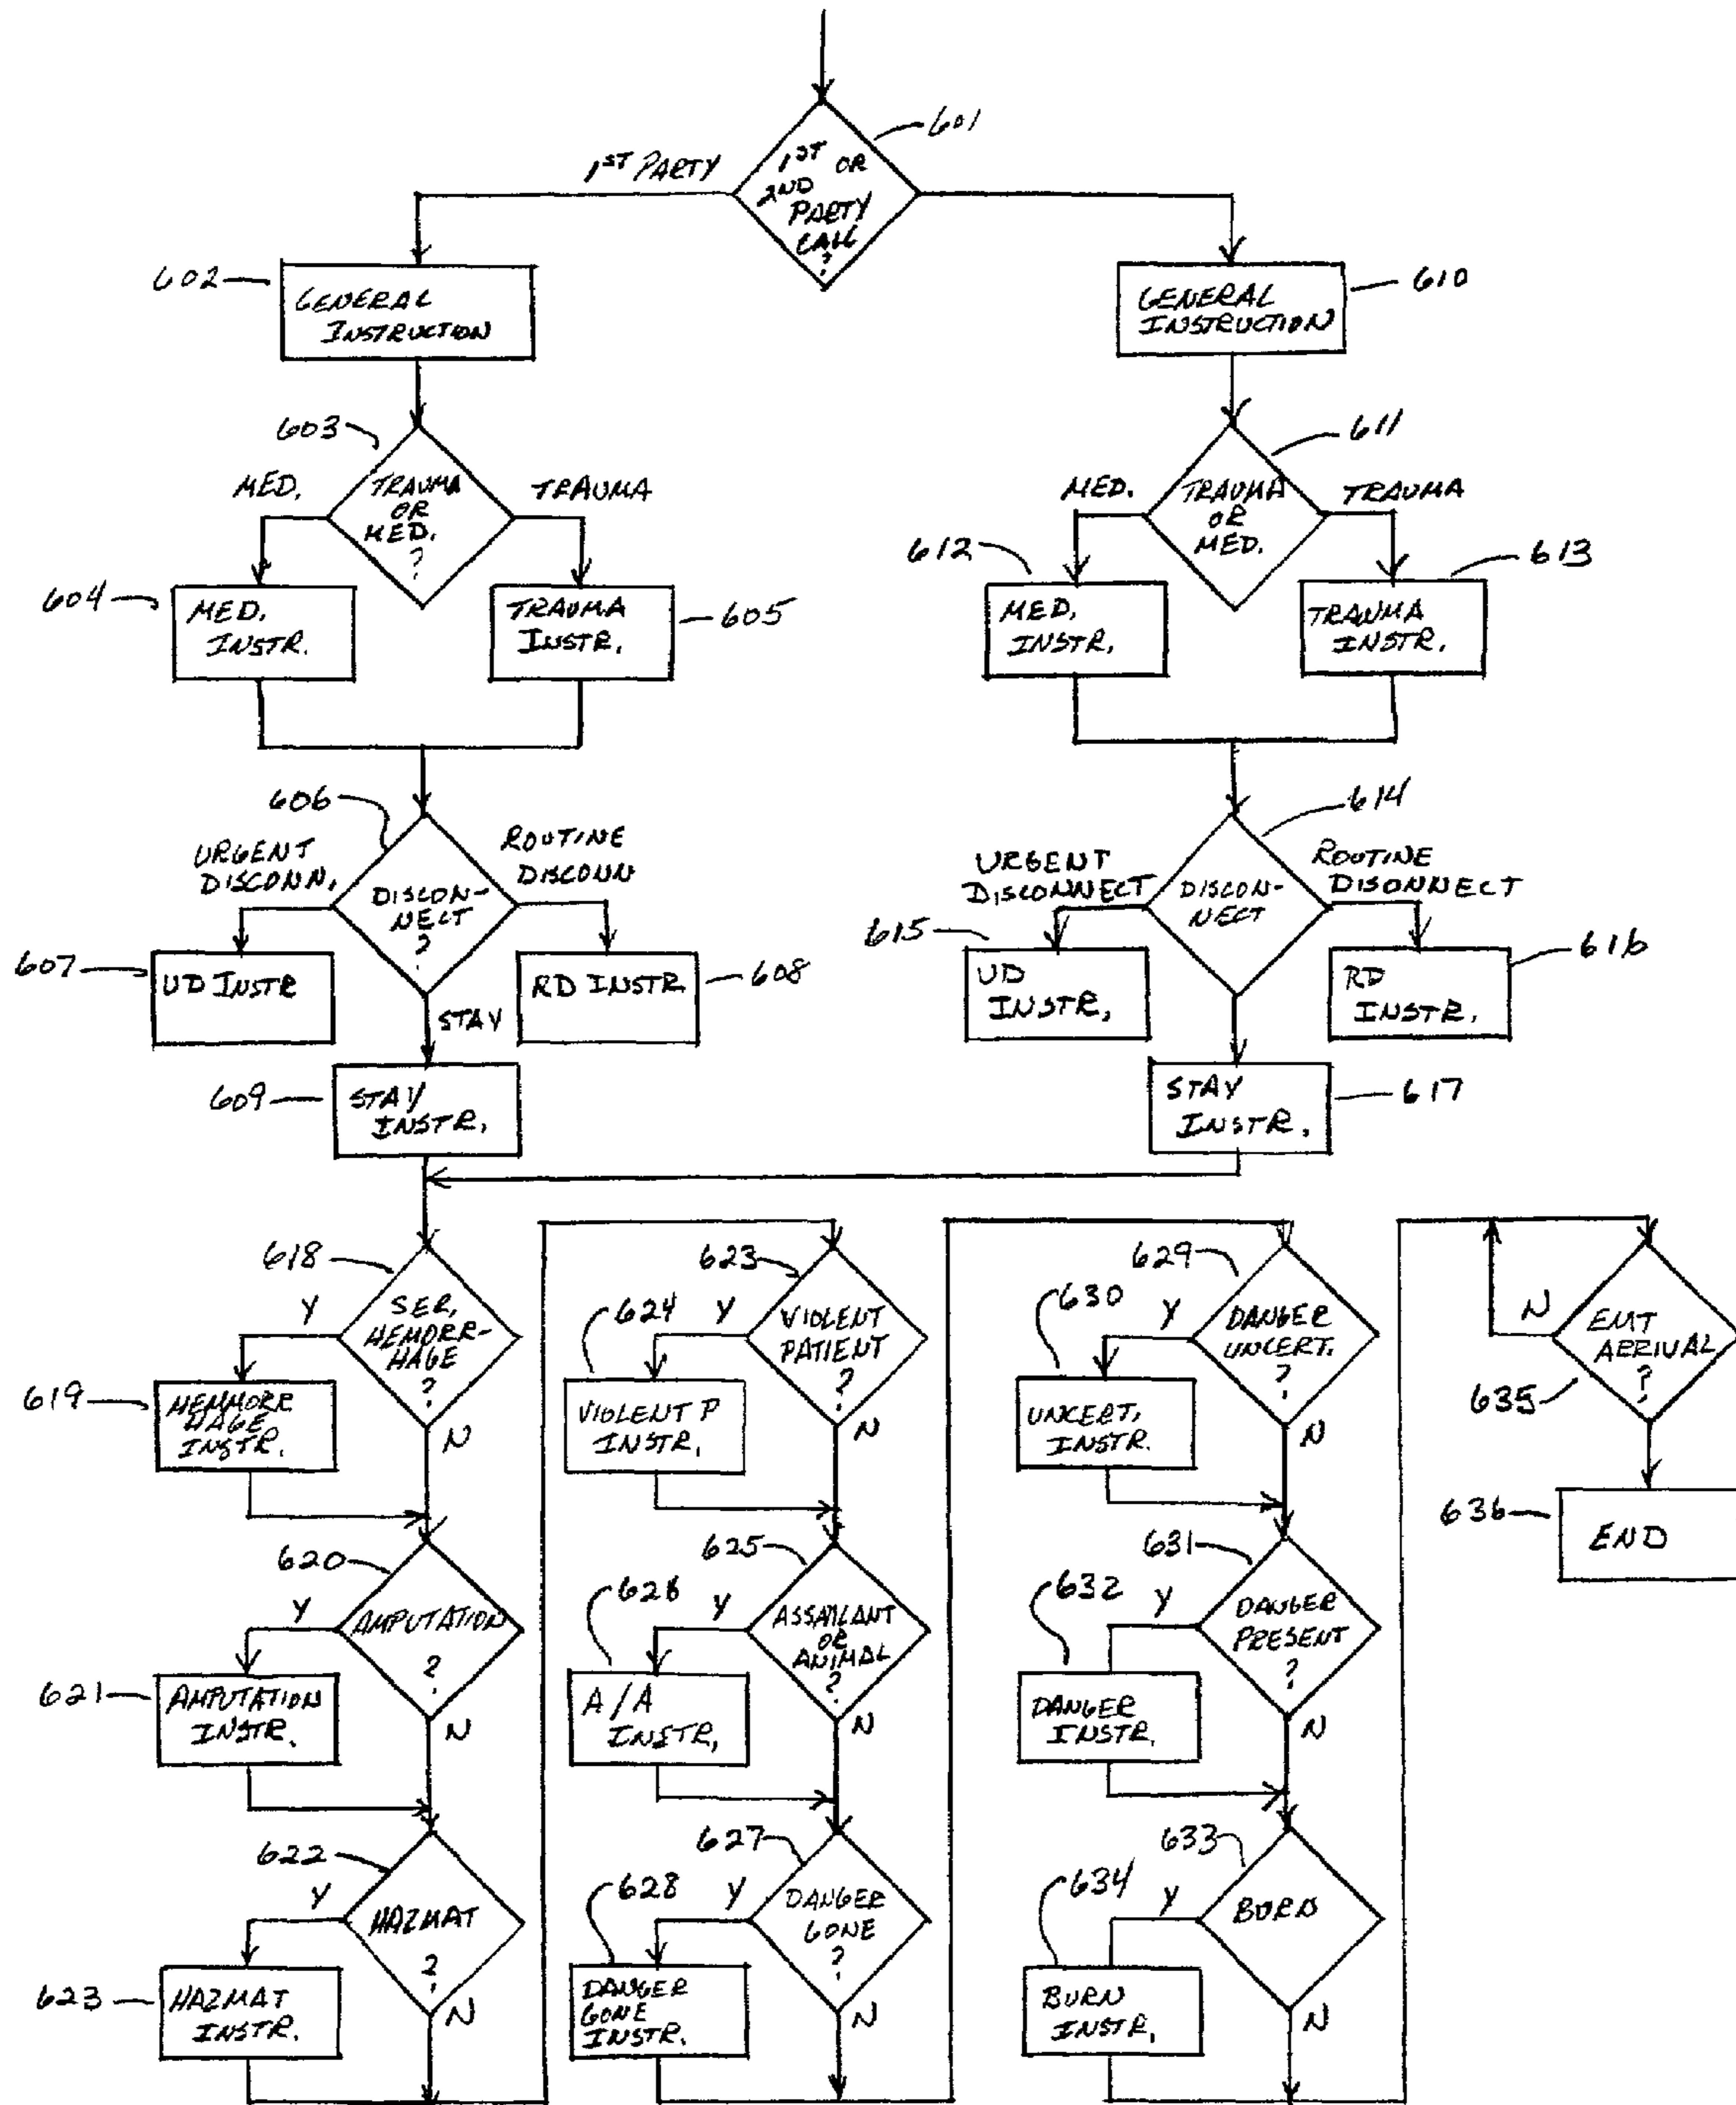 601
1ST PARTY
1ST OR
2ND
PARTY
CALL
?
602
GENERAL
INSTRUCTION
610
GENERAL
INSTRUCTION
603
MED.
TRAUMA
OR
MED.
?
TRAUMA
611
MED.
TRAUMA
OR
MED.
TRAUMA
604
MED.
INSTR.
TRAUMA
INSTR.
605
612
MED.
INSTR.
613
TRAUMA
INSTR.
606
URGENT
DISCONN.
DISCON-
NECT
?
ROUTINE
DISCONN
614
URGENT
DISCONNECT
DISCON-
NECT
ROUTINE
DISONNECT
607
UD INSTR
RD INSTR
608
STAY
615
UD
INSTR.
616
RD
INSTR.
609
STAY
INSTR.
STAY
INSTR.
617
618
Y
SER.
HEMORR-
HAGE
?
N
619
HEMMORR
HAGE
INSTR.
620
Y
AMPUTATION
?
N
621
AMPUTATION
INSTR.
622
Y
HAZMAT
?
N
623
HAZMAT
INSTR.
623
624
Y
VIOLENT
PATIENT
?
N
VIOLENT P
INSTR.
625
626
Y
ASSAILANT
OR
ANIMAL
?
N
A/A
INSTR.
627
628
Y
DANGER
GONE
?
N
DANGER
GONE
INSTR.
629
630
Y
DANGER
UNCERT.
?
N
UNCERT.
INSTR.
631
632
Y
DANGER
PRESENT
?
N
DANGER
INSTR.
633
634
Y
BURN
N
BURN
INSTR.
N
EMT
ARRIVAL
?
635
636
END